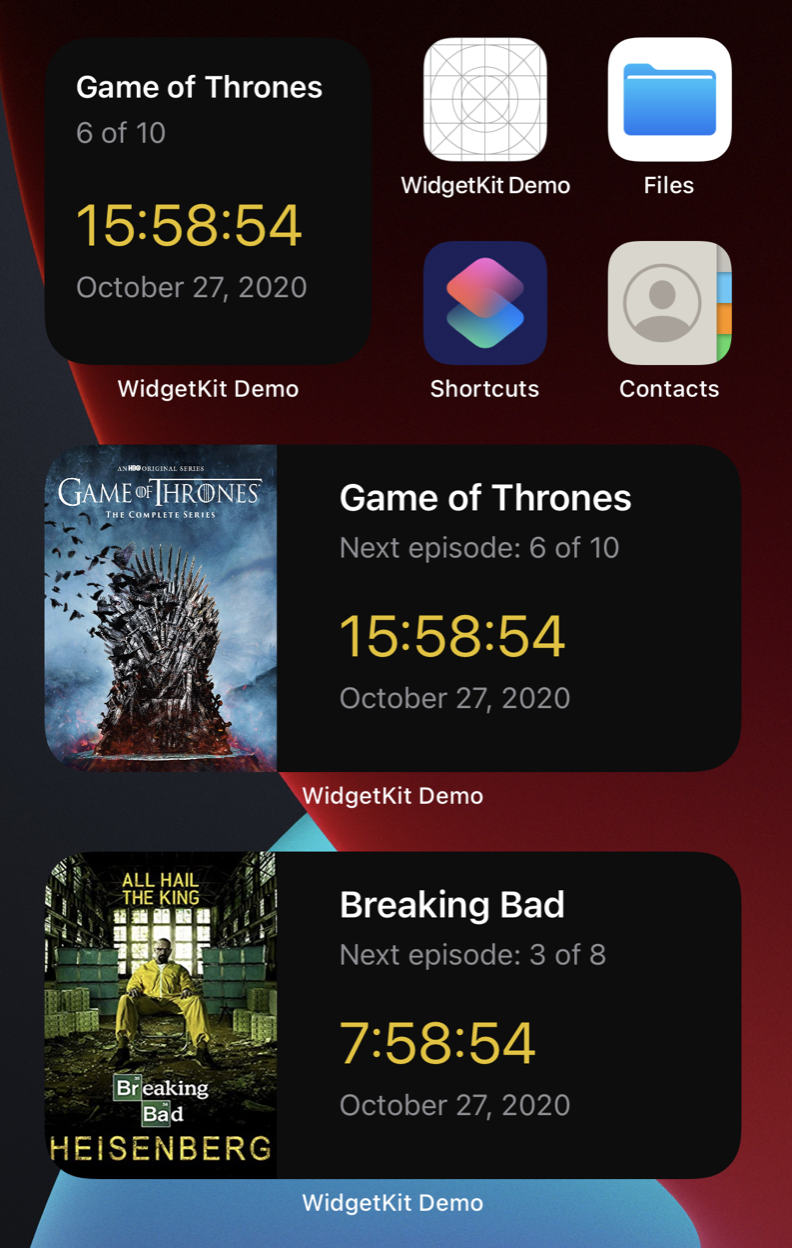 Game of Thrones
6 of 10
15:58:54
October 27, 2020
WidgetKit Demo
WidgetKit Demo
Files
Shortcuts
Contacts
AN HBO ORIGINAL SERIES
GAME OF THRONES
THE COMPLETE SERIES
Game of Thrones
Next episode: 6 of 10
15:58:54
October 27, 2020
WidgetKit Demo
ALL HAIL
THE KING
Breaking
Bad
HEISENBERG
Breaking Bad
Next episode: 3 of 8
7:58:54
October 27, 2020
WidgetKit Demo